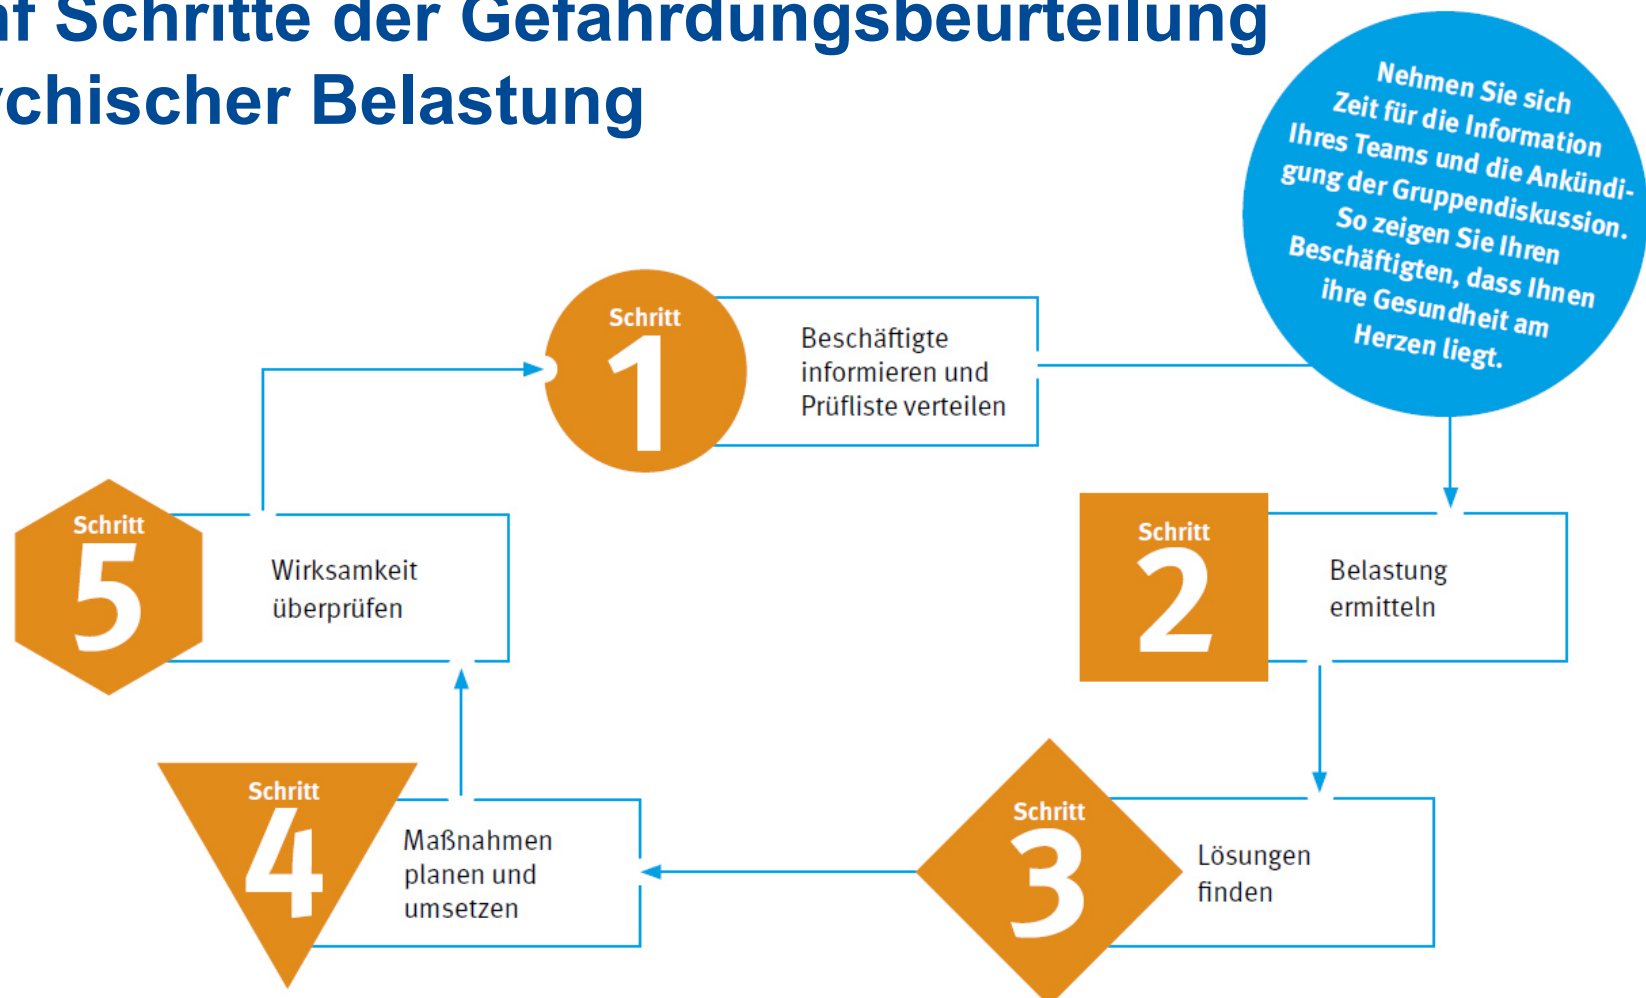 nf Schritte der Gefährdungsbeurteilung
ychischer Belastung
Nehmen Sie sich
Zeit für die Information
Ihres Teams und die Ankündi-
gung der Gruppendiskussion.
So zeigen Sie Ihren
Beschäftigten, dass Ihnen
ihre Gesundheit am
Herzen liegt.
Schritt
1
Beschäftigte
informieren und
Prüfliste verteilen
Schritt
2
Belastung
ermitteln
Schritt
3
Lösungen
finden
Schritt
4
Maßnahmen
planen und
umsetzen
Schritt
5
Wirksamkeit
überprüfen